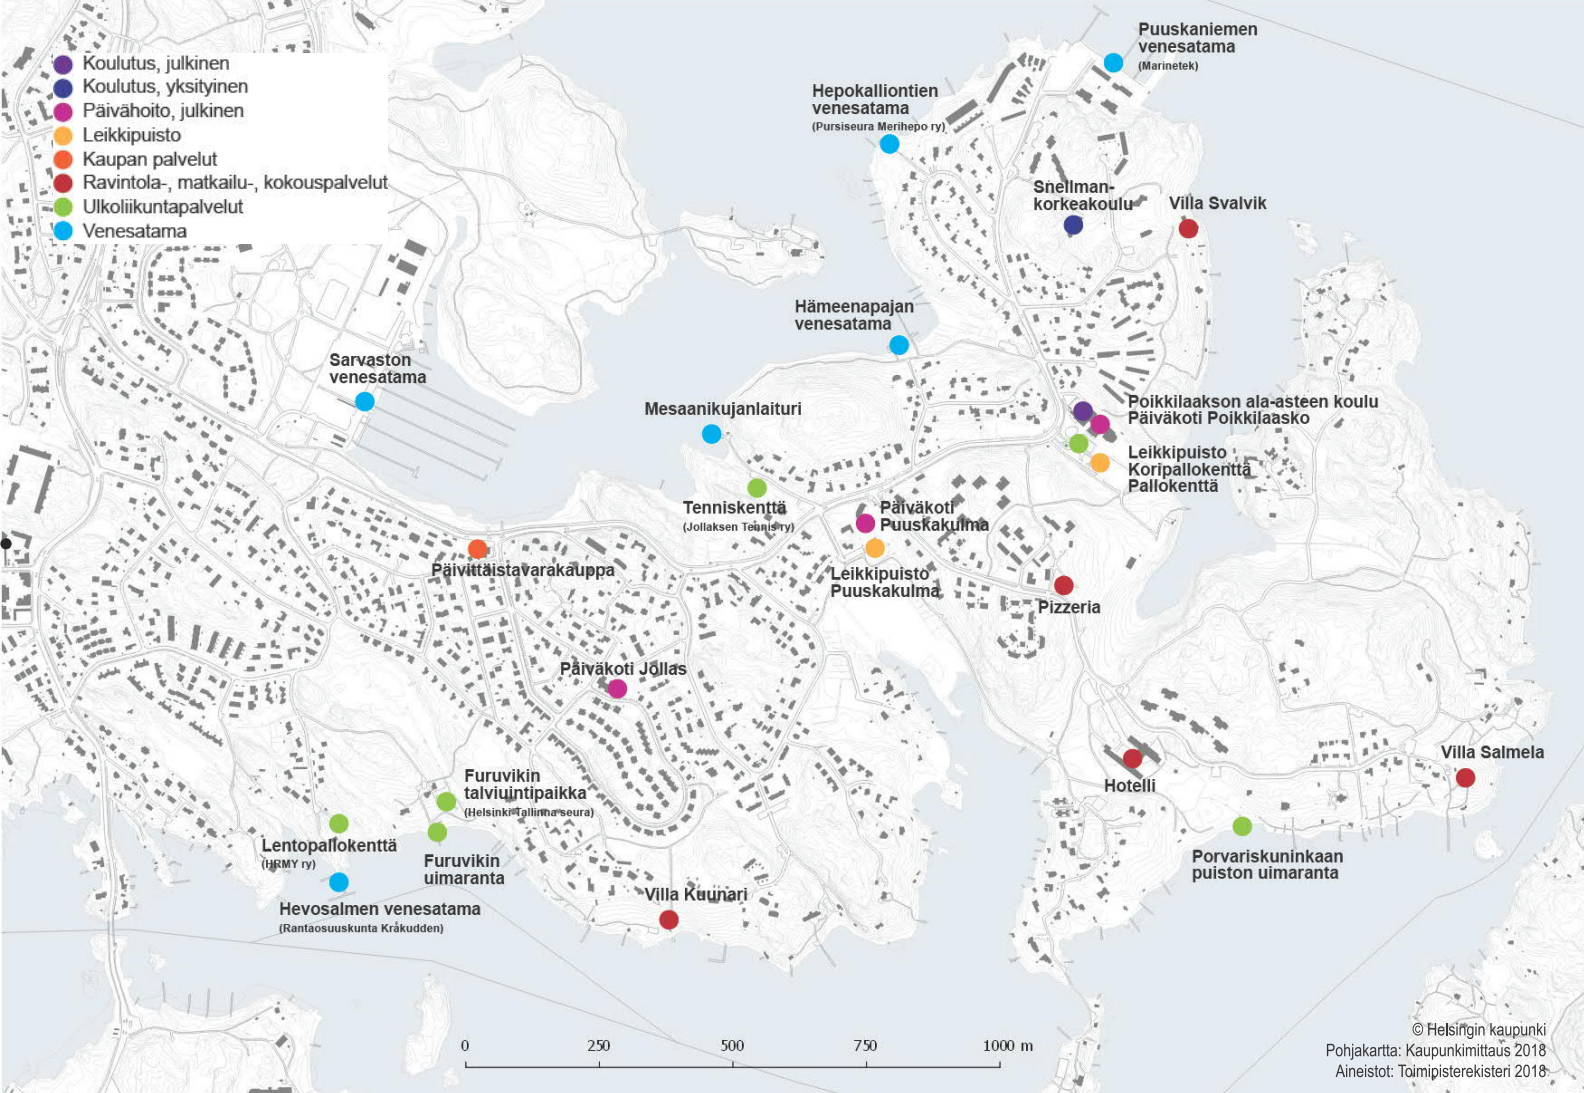 Koulutus, julkinen
Koulutus, yksityinen
Päivähoito, julkinen
Leikkipuisto
Kaupan palvelut
Ravintola-, matkailu-, kokouspalvelut
Ulkoliikuntapalvelut
Venesatama
Puuskaniemen
venesatama
(Marinetek)
Hepokalliontien
venesatama
(Pursiseura Merihepo ry)
Snellman-
korkeakoulu
Villa Svalvik
Hämeenapajan
venesatama
Sarvaston
venesatama
Mesaanikujanlaituri
Poikkilaakson ala-asteen koulu
Päiväkoti Poikkilaasko
Leikkipuisto
Koripallokenttä
Pallokenttä
Tenniskenttä
(Jollaksen Tennis ry)
Päiväkoti
Puuskakulma
Päivittäistavarakauppa
Leikkipuisto
Puuskakulma
Pizzeria
Päiväkoti Jollas
Villa Salmela
Hotelli
Furuvikin
talviuintipaikka
(Helsinki-Tallinna seura)
Lentopallokenttä
(HRMY ry)
Furuvikin
uimaranta
Porvariskuninkaan
puiston uimaranta
Villa Kuunari
Hevosalmen venesatama
(Rantaosuuskunta Kråkudden)
0 250 500 750 1000 m
© Helsingin kaupunki
Pohjakartta: Kaupunkimittaus 2018
Aineistot: Toimipisterekisteri 2018